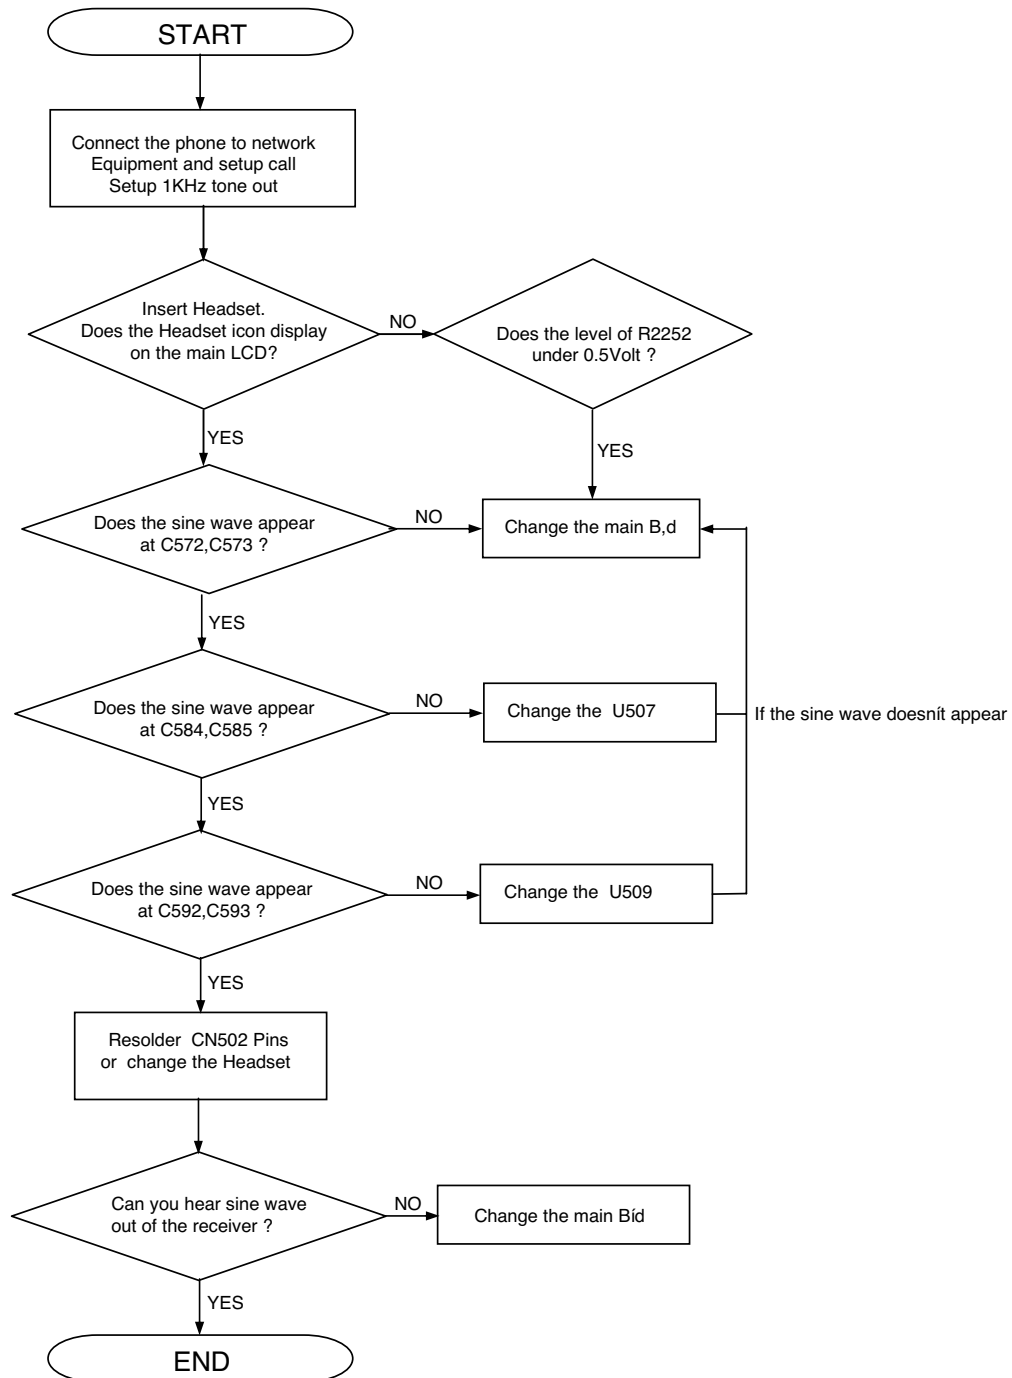 START
Connect the phone to network
Equipment and setup call
Setup 1KHz tone out
Insert Headset.
Does the Headset icon display
on the main LCD?
NO
Does the level of R2252
under 0.5Volt ?
YES
YES
Does the sine wave appear
at C572,C573 ?
NO
Change the main B,d
YES
Does the sine wave appear
at C584,C585 ?
NO
Change the U507
If the sine wave doesnít appear
YES
Does the sine wave appear
at C592,C593 ?
NO
Change the U509
YES
Resolder CN502 Pins
or change the Headset
Can you hear sine wave
out of the receiver ?
NO
Change the main Bíd
YES
END